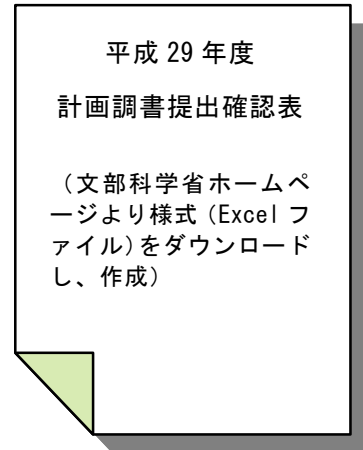 平成 29 年度
計画調書提出確認表
（文部科学省ホームペ
ージより様式（Excel フ
ァイル）をダウンロード
し、作成）